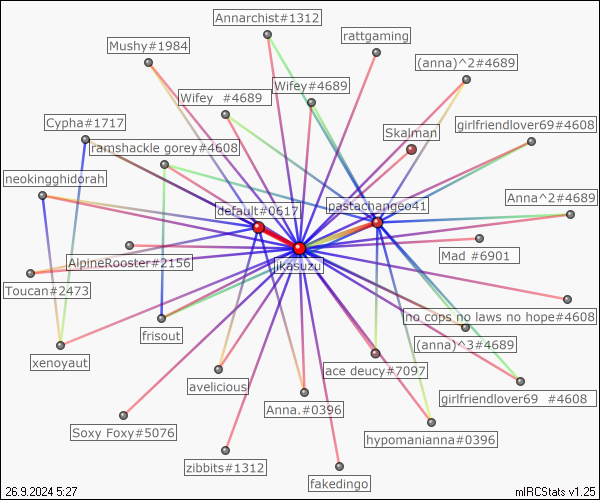 Annarchist#1312
rattgaming
Mushy#1984
(anna)^2#4689
Wifey #4689
Wifey#4689
Cypha#1717
Skalman
girlfriendlover69#4608
ramshackle gorey#4608
neokingghidorah
Anna^2#4689
default#0617
pastachangeo41
AlpineRooster#2156
jikasuzu
Mad #6901
Toucan#2473
no cops no laws no hope#4608
frisout
(anna)^3#4689
xenoyaut
ace deucy#7097
avelicious
girlfriendlover69 #4608
Anna.#0396
Soxy Foxy#5076
hypomanianna#0396
zibbits#1312
fakedingo
26.9.2024 5:27
mIRCStats v1.25